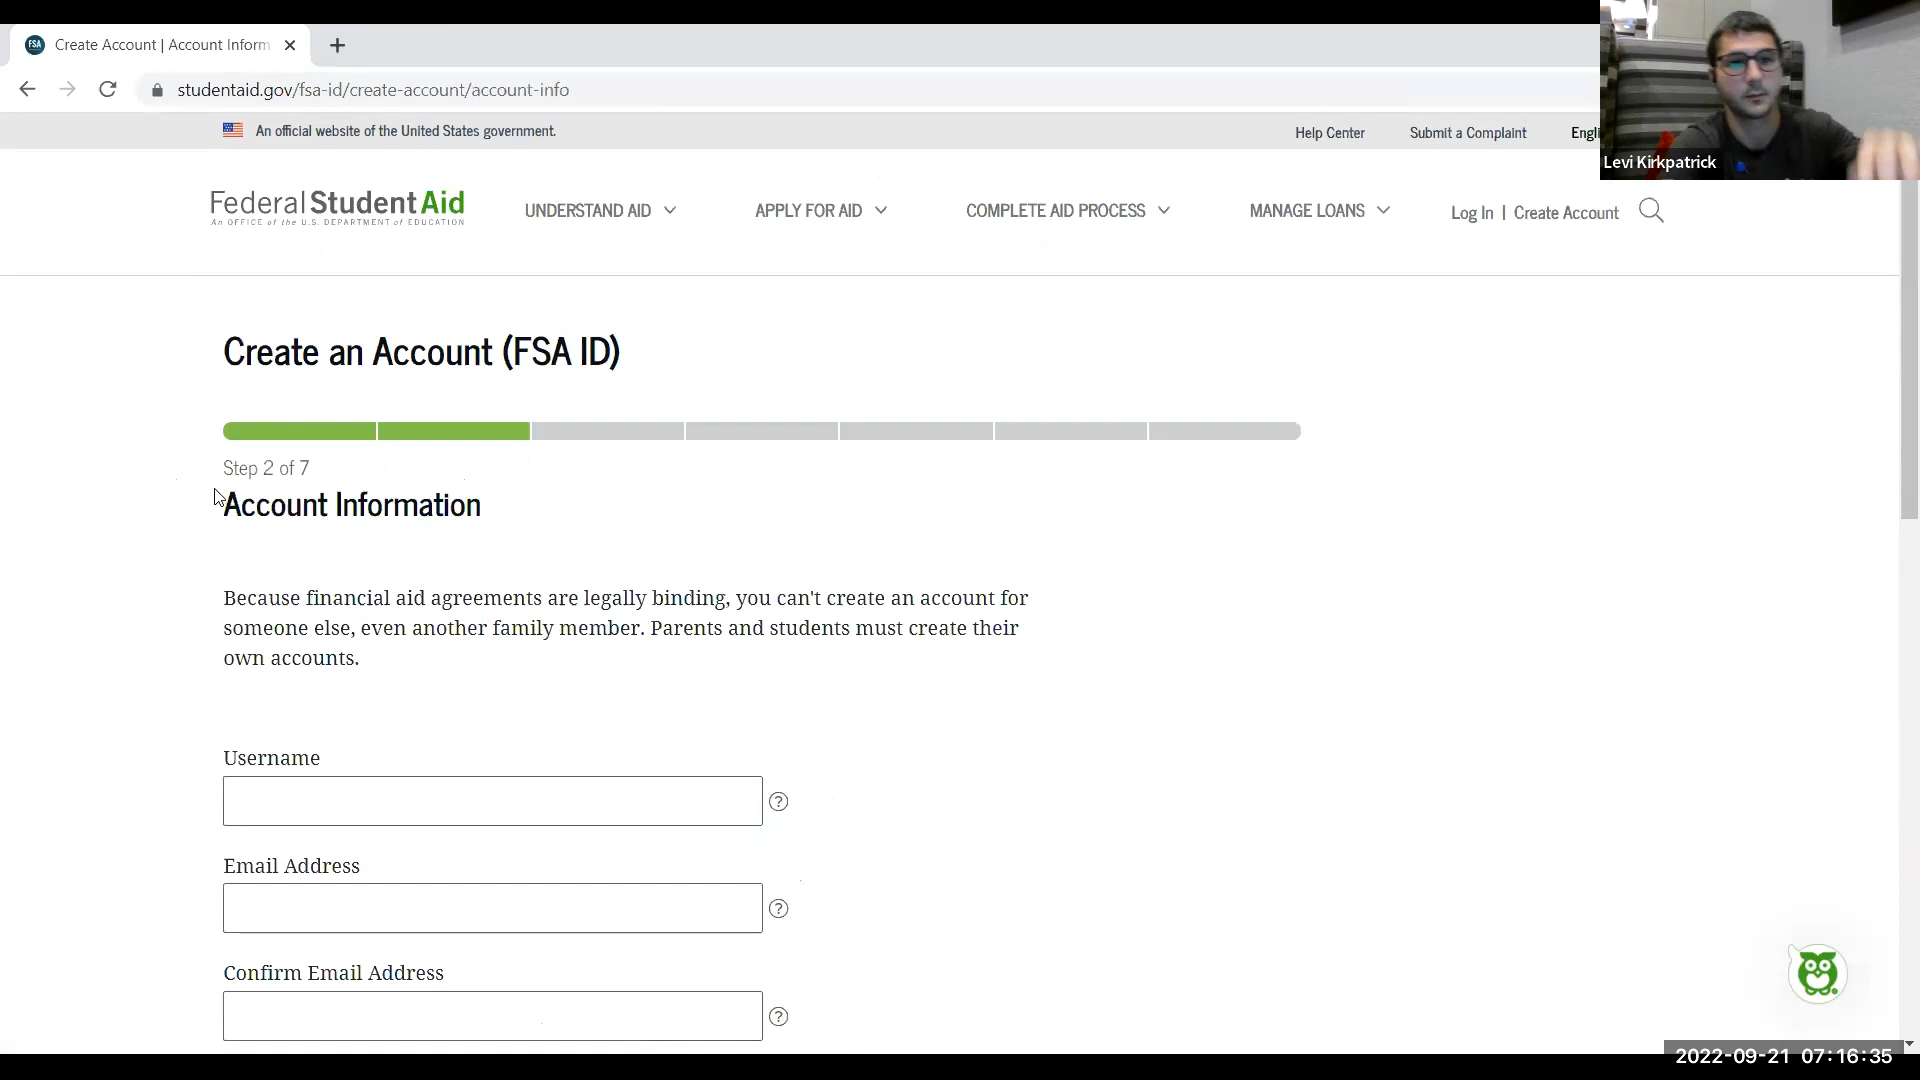 FSA Create Account | Account Inform
studentaid.gov/fsa-id/create-account/account-info
An official website of the United States government.
Help Center Submit a Complaint Engli
Levi Kirkpatrick
Federal StudentAid
An OFFICE of the U.S. DEPARTMENT of EDUCATION
UNDERSTAND AID APPLY FOR AID COMPLETE AID PROCESS MANAGE LOANS Log In | Create Account
Create an Account (FSA ID)
Step 2 of 7
Account Information
Because financial aid agreements are legally binding, you can't create an account for
someone else, even another family member. Parents and students must create their
own accounts.
Username
?
Email Address
?
Confirm Email Address
?
2022-09-21 07:16:35